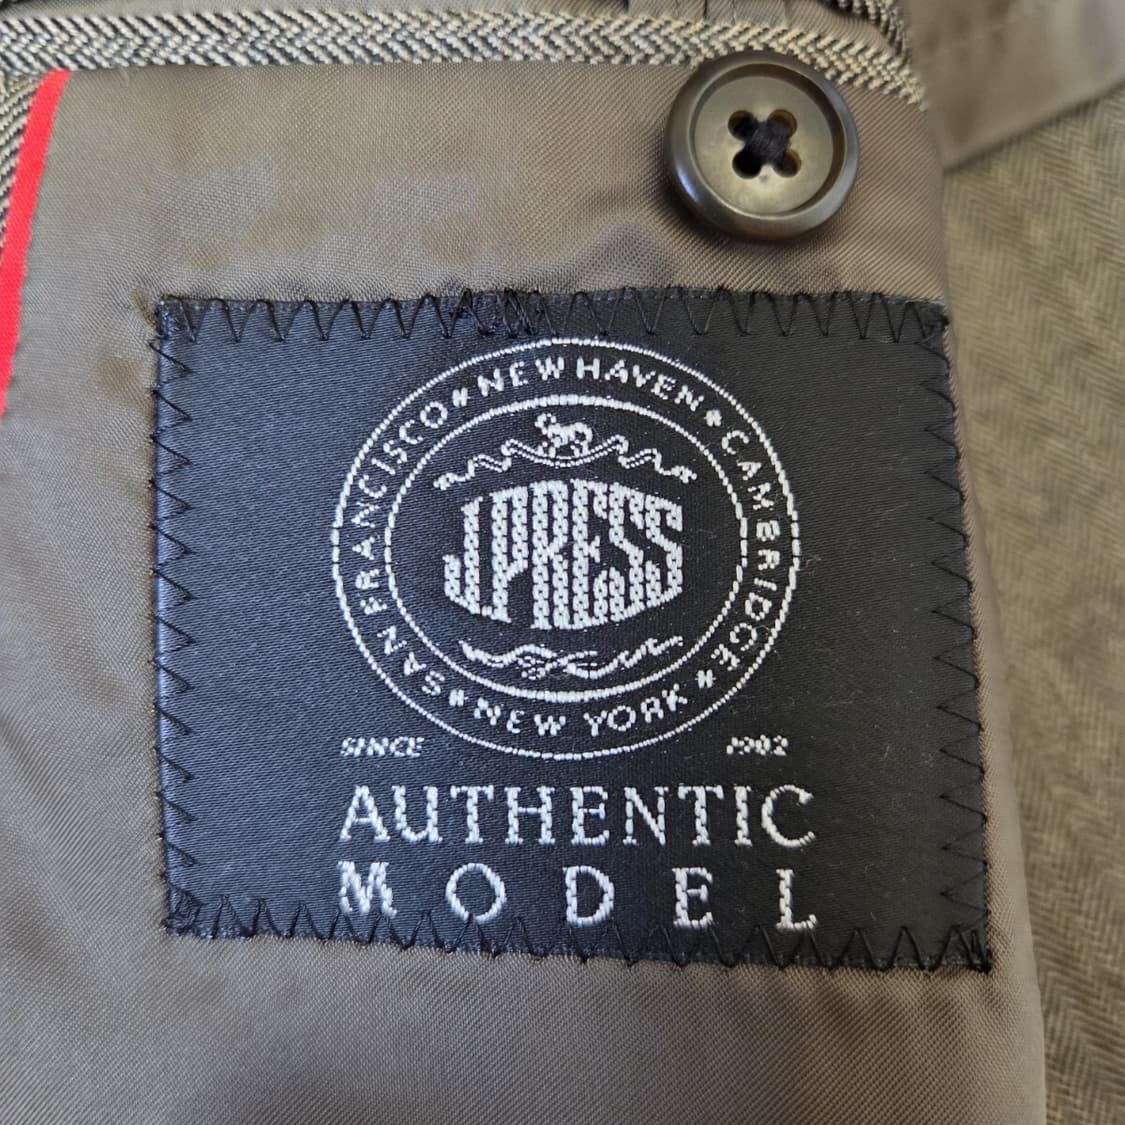 SAN FRANCISCO * NEW HAVEN * CAMBRIDGE * NEW YORK *
J.PRESS
SINCE 1902
AUTHENTIC
MODEL